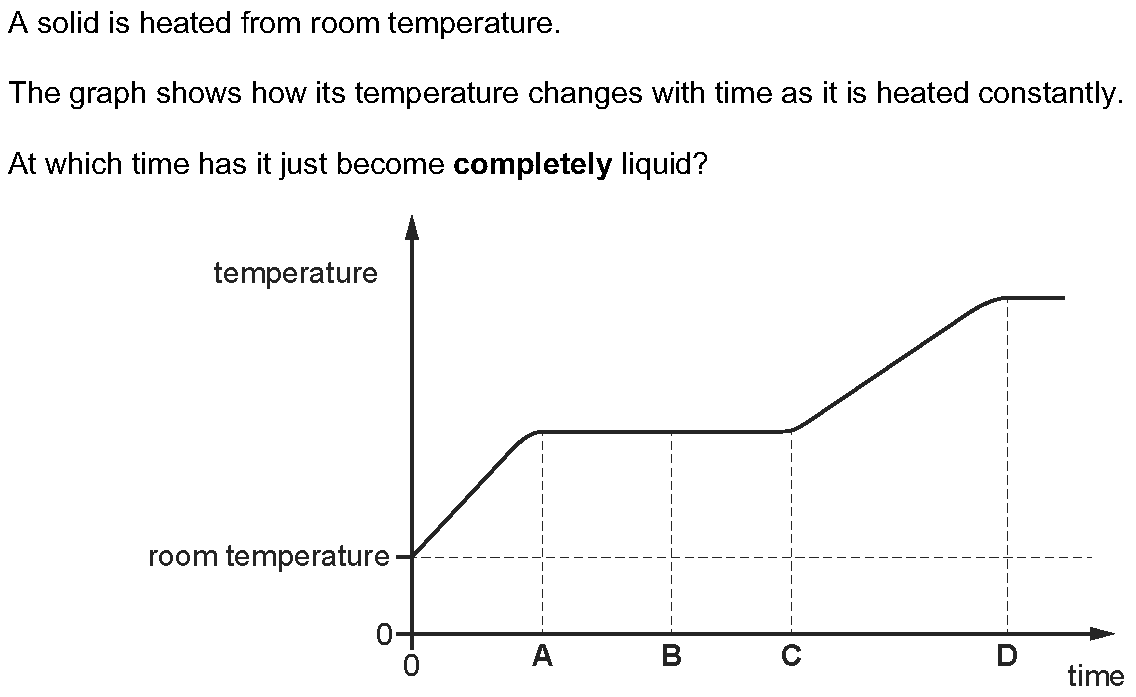 A solid is heated from room temperature.
The graph shows how its temperature changes with time as it is heated constantly.
At which time has it just become completely liquid?
temperature
room temperature
0
0
A
B
C
D
time